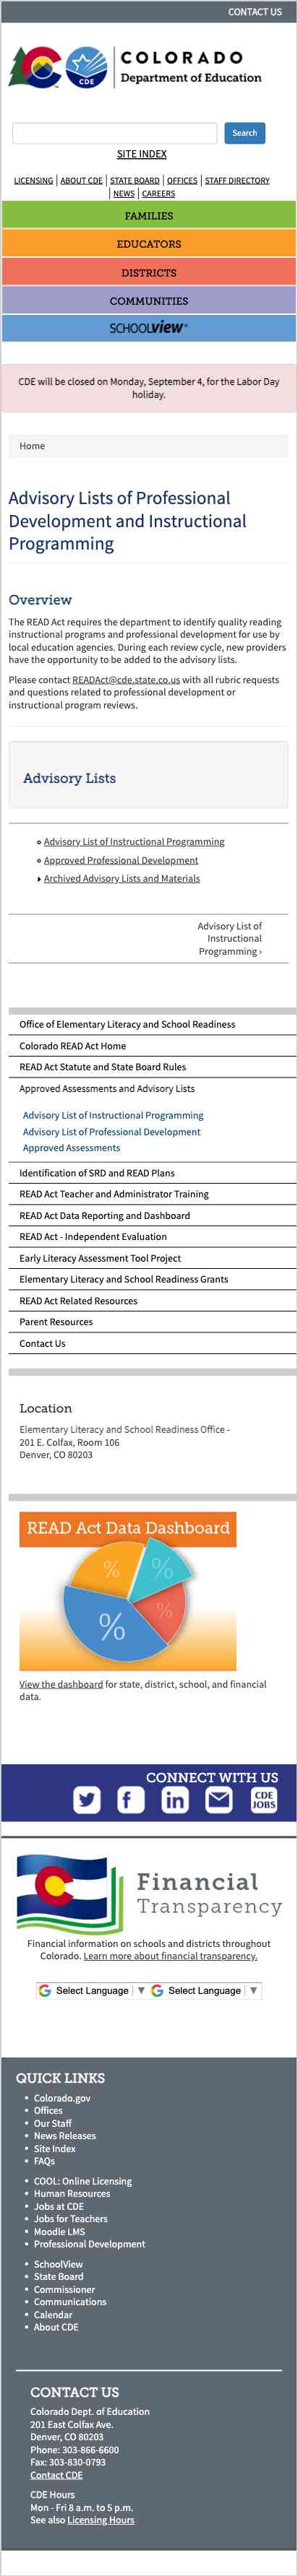 CONTACT US
COLORADO
Department of Education
CDE
Search
SITE INDEX
LICENSING | ABOUT CDE | STATE BOARD | OFFICES | STAFF DIRECTORY
| NEWS | CAREERS
FAMILIES
EDUCATORS
DISTRICTS
COMMUNITIES
SCHOOLVIEW®
CDE will be closed on Monday, September 4, for the Labor Day
holiday.
Home
Advisory Lists of Professional
Development and Instructional
Programming
Overview
The READ Act requires the department to identify quality reading
instructional programs and professional development for use by
local education agencies. During each review cycle, new providers
have the opportunity to be added to the advisory lists.
Please contact READAct@cde.state.co.us with all rubric requests
and questions related to professional development or
instructional program reviews.
Advisory Lists
Advisory List of Instructional Programming
Approved Professional Development
Archived Advisory Lists and Materials
Advisory List of
Instructional
Programming ›
Office of Elementary Literacy and School Readiness
Colorado READ Act Home
READ Act Statute and State Board Rules
Approved Assessments and Advisory Lists
Advisory List of Instructional Programming
Advisory List of Professional Development
Approved Assessments
Identification of SRD and READ Plans
READ Act Teacher and Administrator Training
READ Act Data Reporting and Dashboard
READ Act - Independent Evaluation
Early Literacy Assessment Tool Project
Elementary Literacy and School Readiness Grants
READ Act Related Resources
Parent Resources
Contact Us
Location
Elementary Literacy and School Readiness Office -
201 E. Colfax, Room 106
Denver, CO 80203
READ Act Data Dashboard
% %
% %
View the dashboard for state, district, school, and financial
data.
CONNECT WITH US
CDE
JOBS
Financial
Transparency
Financial information on schools and districts throughout
Colorado. Learn more about financial transparency.
Select Language ▼ Select Language ▼
QUICK LINKS
Colorado.gov
Offices
Our Staff
News Releases
Site Index
FAQs
COOL: Online Licensing
Human Resources
Jobs at CDE
Jobs for Teachers
Moodle LMS
Professional Development
SchoolView
State Board
Commissioner
Communications
Calendar
About CDE
CONTACT US
Colorado Dept. of Education
201 East Colfax Ave.
Denver, CO 80203
Phone: 303-866-6600
Fax: 303-830-0793
Contact CDE
CDE Hours
Mon - Fri 8 a.m. to 5 p.m.
See also Licensing Hours